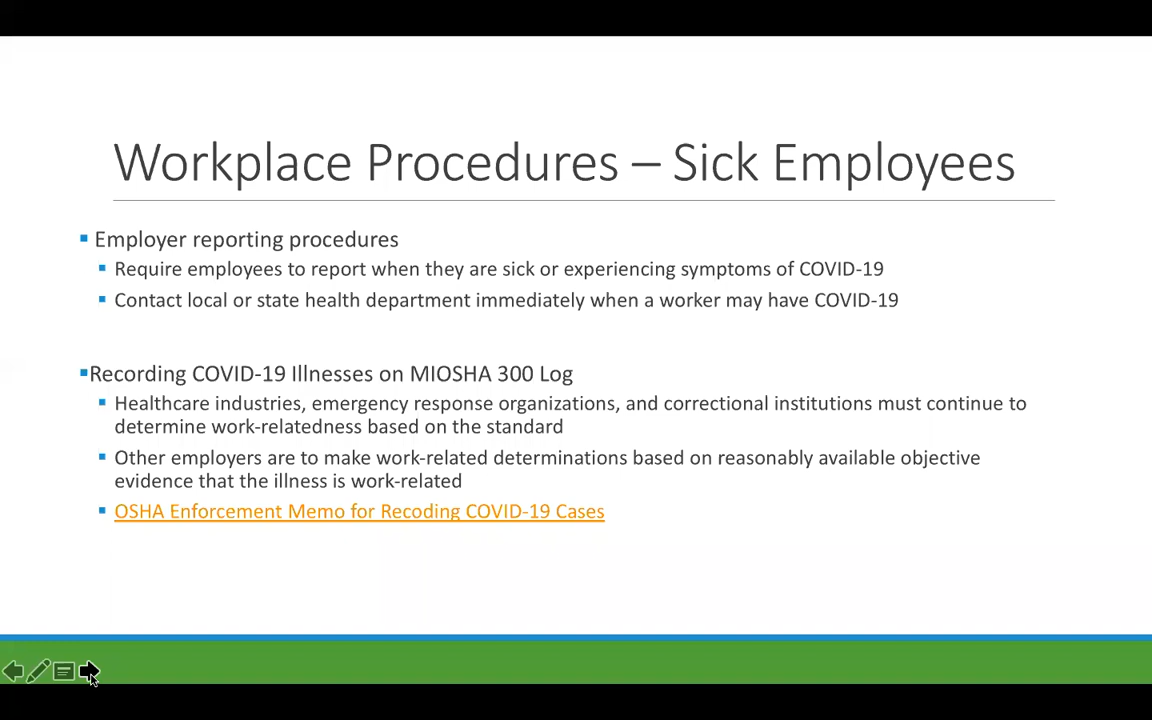 Workplace Procedures – Sick Employees
Employer reporting procedures
Require employees to report when they are sick or experiencing symptoms of COVID-19
Contact local or state health department immediately when a worker may have COVID-19
Recording COVID-19 Illnesses on MIOSHA 300 Log
Healthcare industries, emergency response organizations, and correctional institutions must continue to
determine work-relatedness based on the standard
Other employers are to make work-related determinations based on reasonably available objective
evidence that the illness is work-related
OSHA Enforcement Memo for Recoding COVID-19 Cases